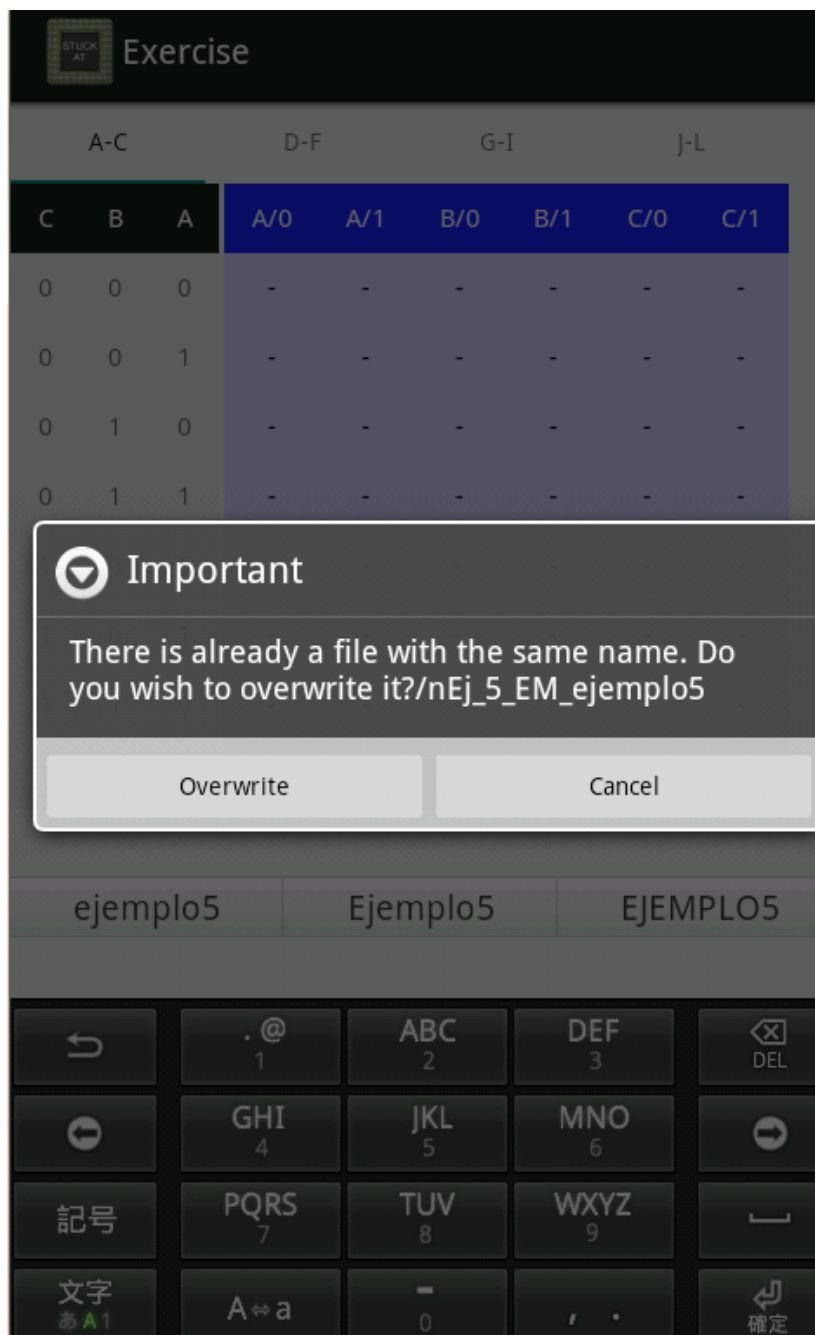 STUCK
AT
Exercise
A-C D-F G-I J-L
C B A A/0 A/1 B/0 B/1 C/0 C/1
0 0 0 - - - - - -
0 0 1 - - - - - -
0 1 0 - - - - - -
0 1 1 - - - - - -
Important
There is already a file with the same name. Do
you wish to overwrite it?/nEj_5_EM_ejemplo5
Overwrite Cancel
ejemplo5 Ejemplo5 EJEMPLO5
. @ ABC DEF
1 2 3 DEL
GHI JKL MNO
4 5 6
記号 PQRS TUV WXYZ
7 8 9
文字 A⇔a - , .
あA1 0 確定